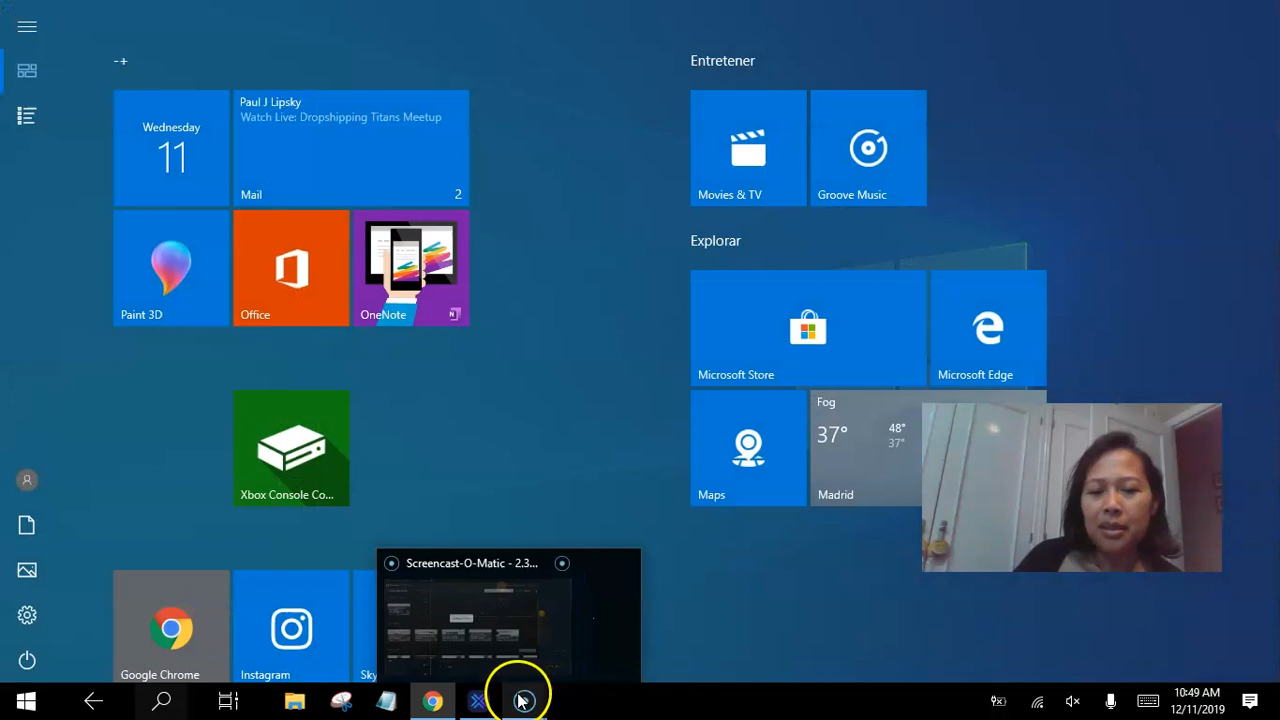 -+
Wednesday
11
Paul J Lipsky
Watch Live: Dropshipping Titans Meetup
Mail
2
Paint 3D
Office
OneNote
Xbox Console Co...
Google Chrome
Instagram
Sky
Screencast-O-Matic - 2.3...
Entretener
Movies & TV
Groove Music
Explorar
Microsoft Store
Microsoft Edge
Maps
Fog
37°
48°
37°
Madrid
10:49 AM
12/11/2019